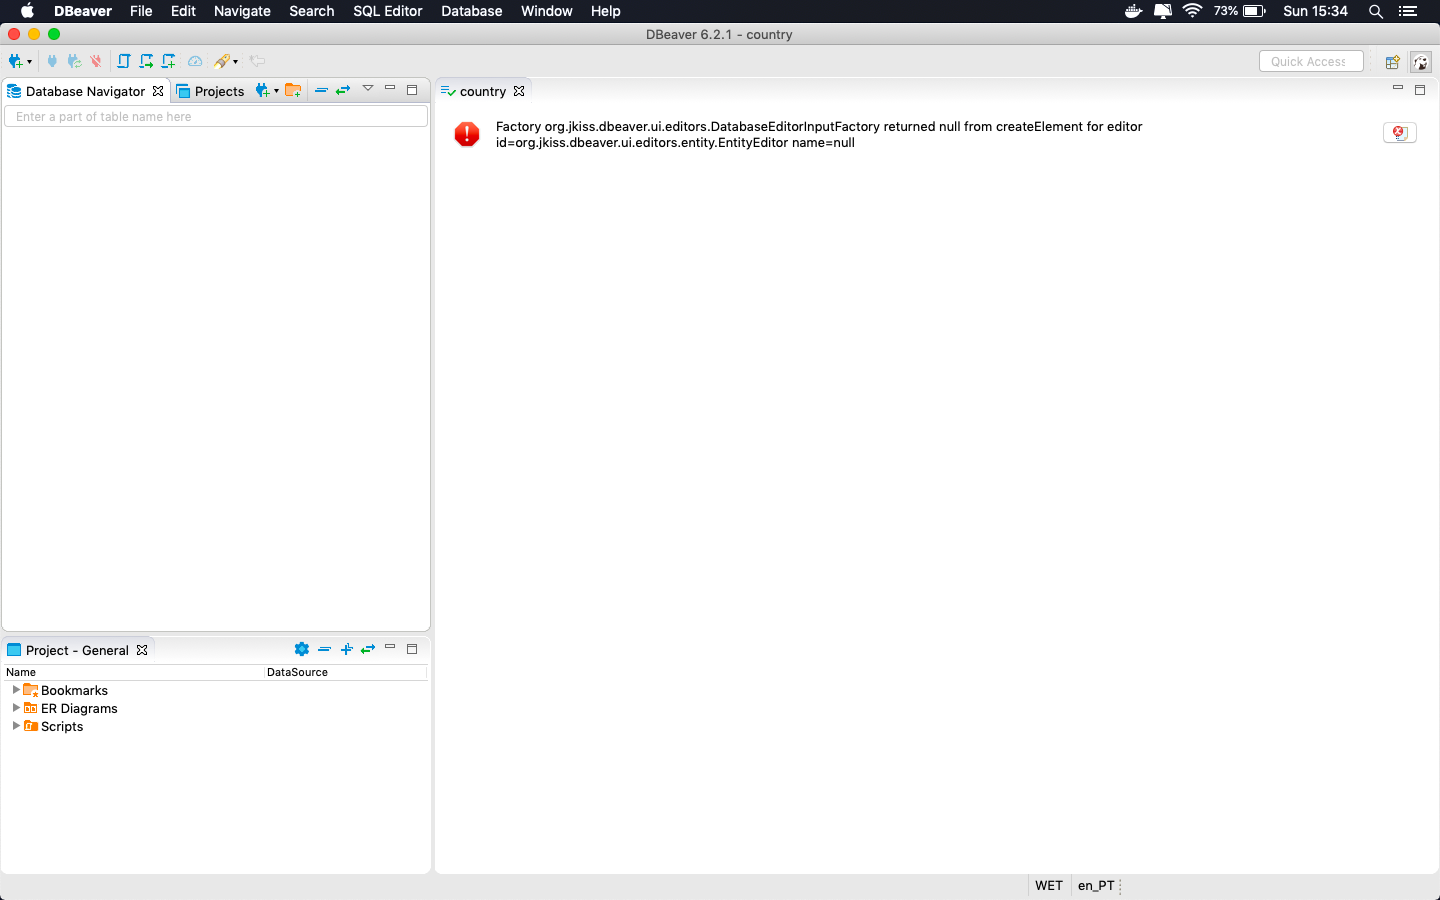 DBeaver File Edit Navigate Search SQL Editor Database Window Help 73% Sun 15:34
DBeaver 6.2.1 - country
Quick Access
Database Navigator Projects
Enter a part of table name here
country
Factory org.jkiss.dbeaver.ui.editors.DatabaseEditorInputFactory returned null from createElement for editor
id=org.jkiss.dbeaver.ui.editors.entity.EntityEditor name=null
Project - General
Name DataSource
Bookmarks
ER Diagrams
Scripts
WET en_PT